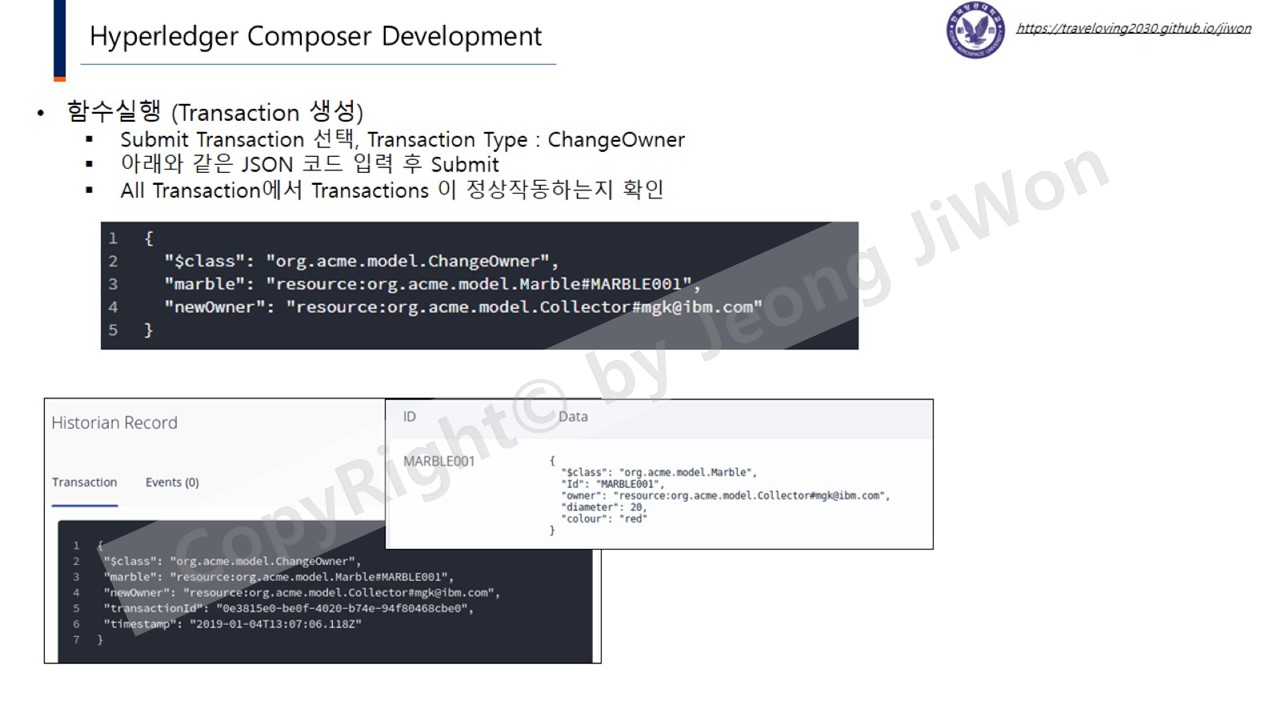 Hyperledger Composer Development
https://traveloving2030.github.io/jiwon
• 함수실행 (Transaction 생성)
▪ Submit Transaction 선택, Transaction Type : ChangeOwner
▪ 아래와 같은 JSON 코드 입력 후 Submit
▪ All Transaction에서 Transactions 이 정상작동하는지 확인
1 {
2 "$class": "org.acme.model.ChangeOwner",
3 "marble": "resource:org.acme.model.Marble#MARBLE001",
4 "newOwner": "resource:org.acme.model.Collector#mgk@ibm.com"
5 }
CopyRight© by Jeong JiWon
Historian Record
Transaction Events (0)
1 {
2 "$class": "org.acme.model.ChangeOwner",
3 "marble": "resource:org.acme.model.Marble#MARBLE001",
4 "newOwner": "resource:org.acme.model.Collector#mgk@ibm.com",
5 "transactionId": "0e3815e0-be0f-4020-b74e-94f80468cbe0",
6 "timestamp": "2019-01-04T13:07:06.118Z"
7 }
ID Data
MARBLE001 {
"$class": "org.acme.model.Marble",
"Id": "MARBLE001",
"owner": "resource:org.acme.model.Collector#mgk@ibm.com",
"diameter": 20,
"colour": "red"
}